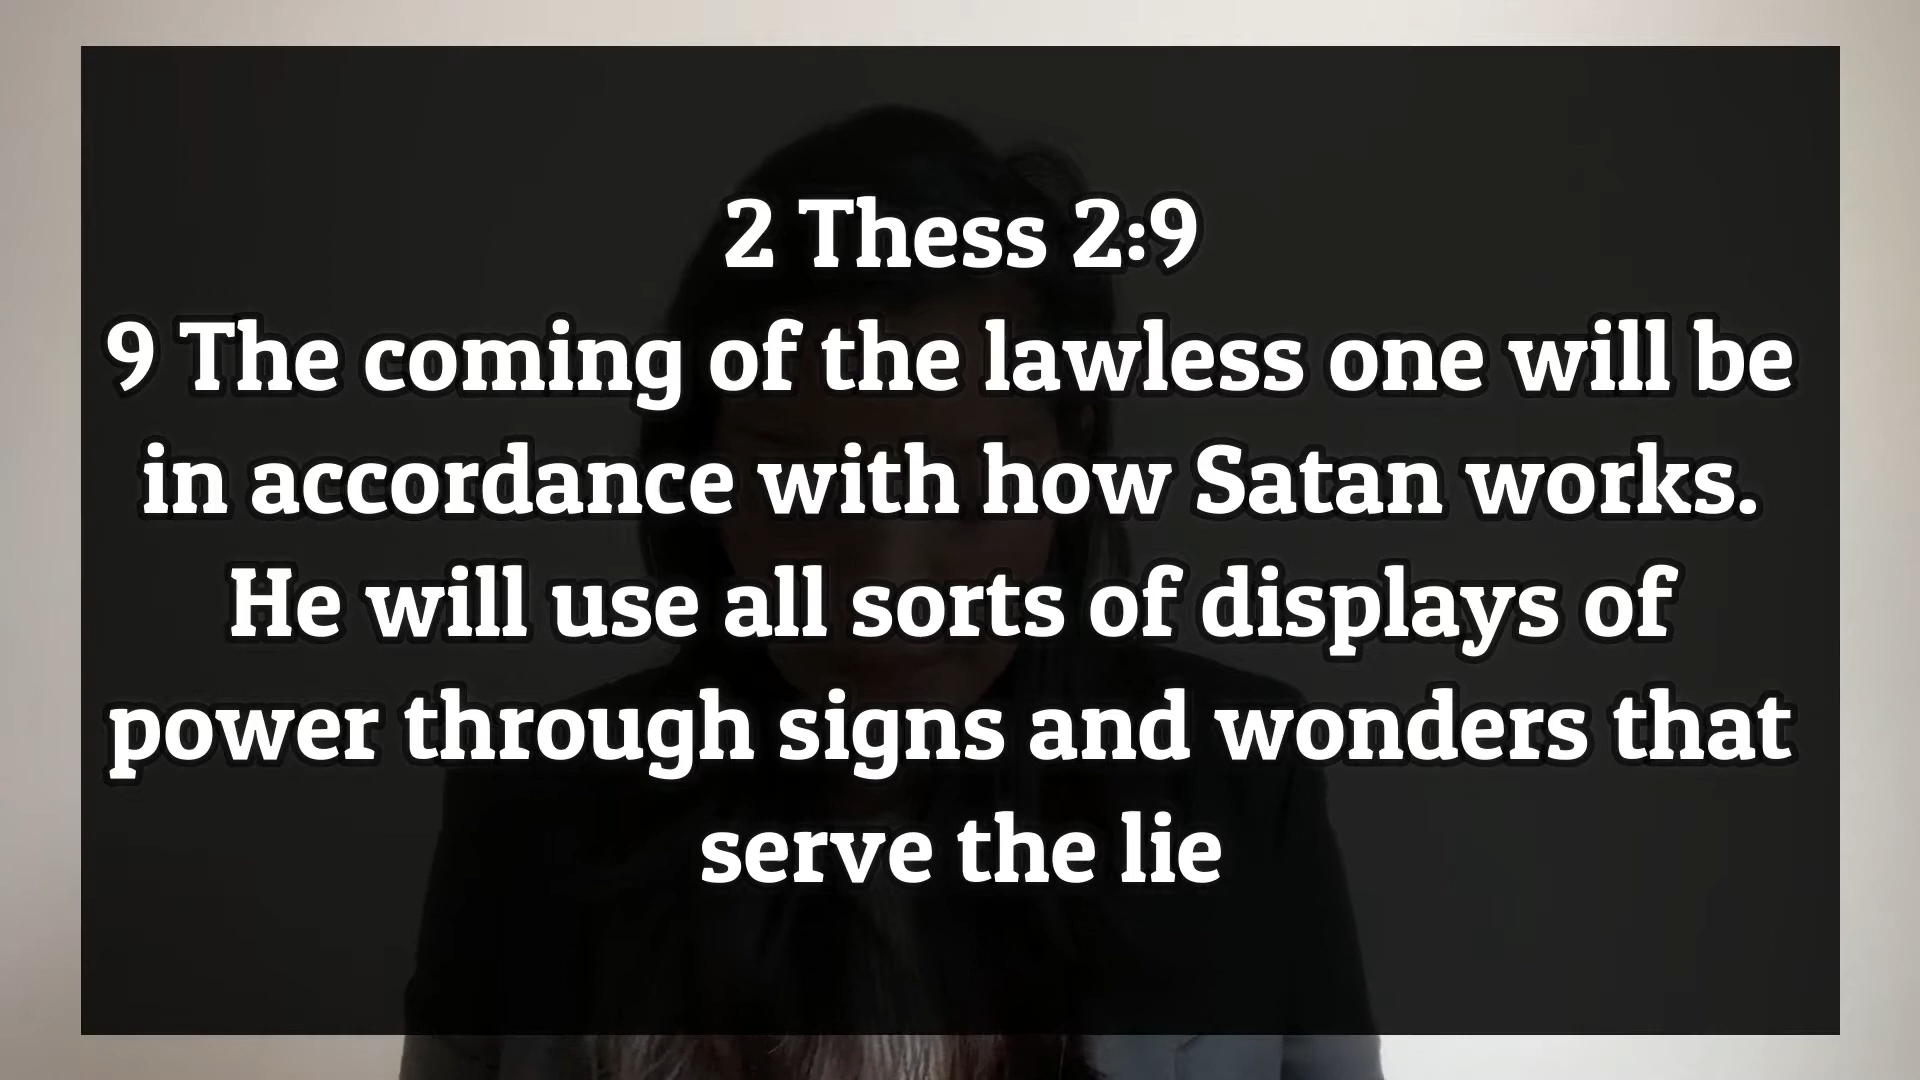 2 Thess 2:9
9 The coming of the lawless one will be
in accordance with how Satan works.
He will use all sorts of displays of
power through signs and wonders that
serve the lie